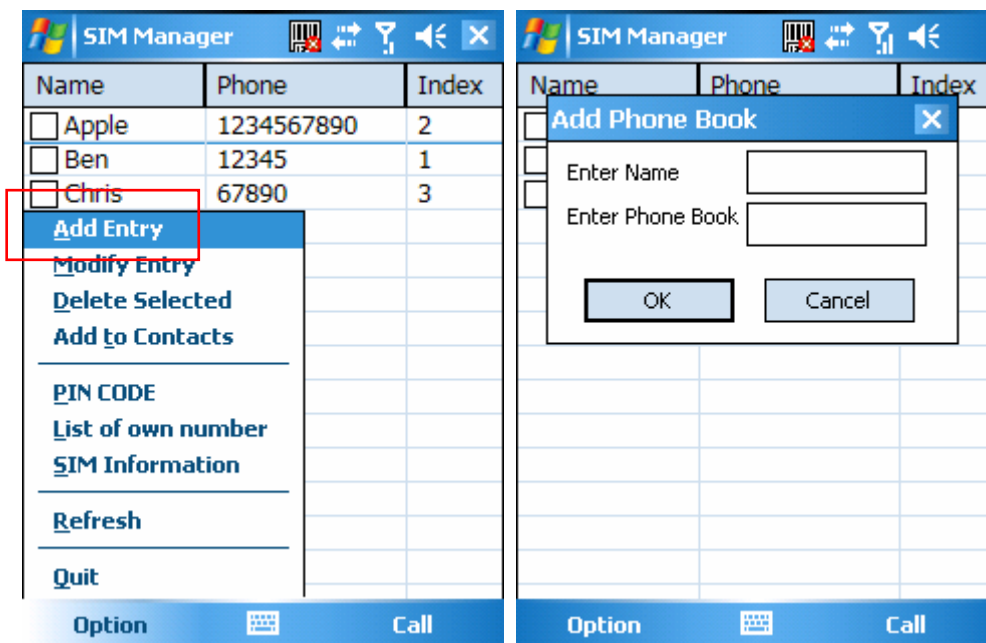 SIM Manager
Name Phone Index
Apple 1234567890 2
Ben 12345 1
Chris 67890 3
Add Entry
Modify Entry
Delete Selected
Add to Contacts
PIN CODE
List of own number
SIM Information
Refresh
Quit
Option Call
SIM Manager
Name Phone Index
Add Phone Book
Enter Name
Enter Phone Book
OK Cancel
Option Call